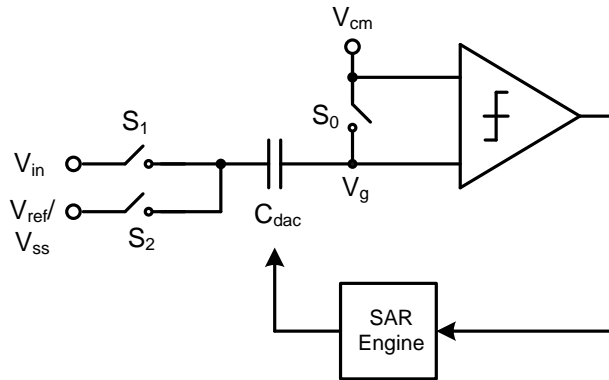 Vcm
S0
S1
Vin
Vref/
Vss
S2
Cdac
Vg
SAR
Engine